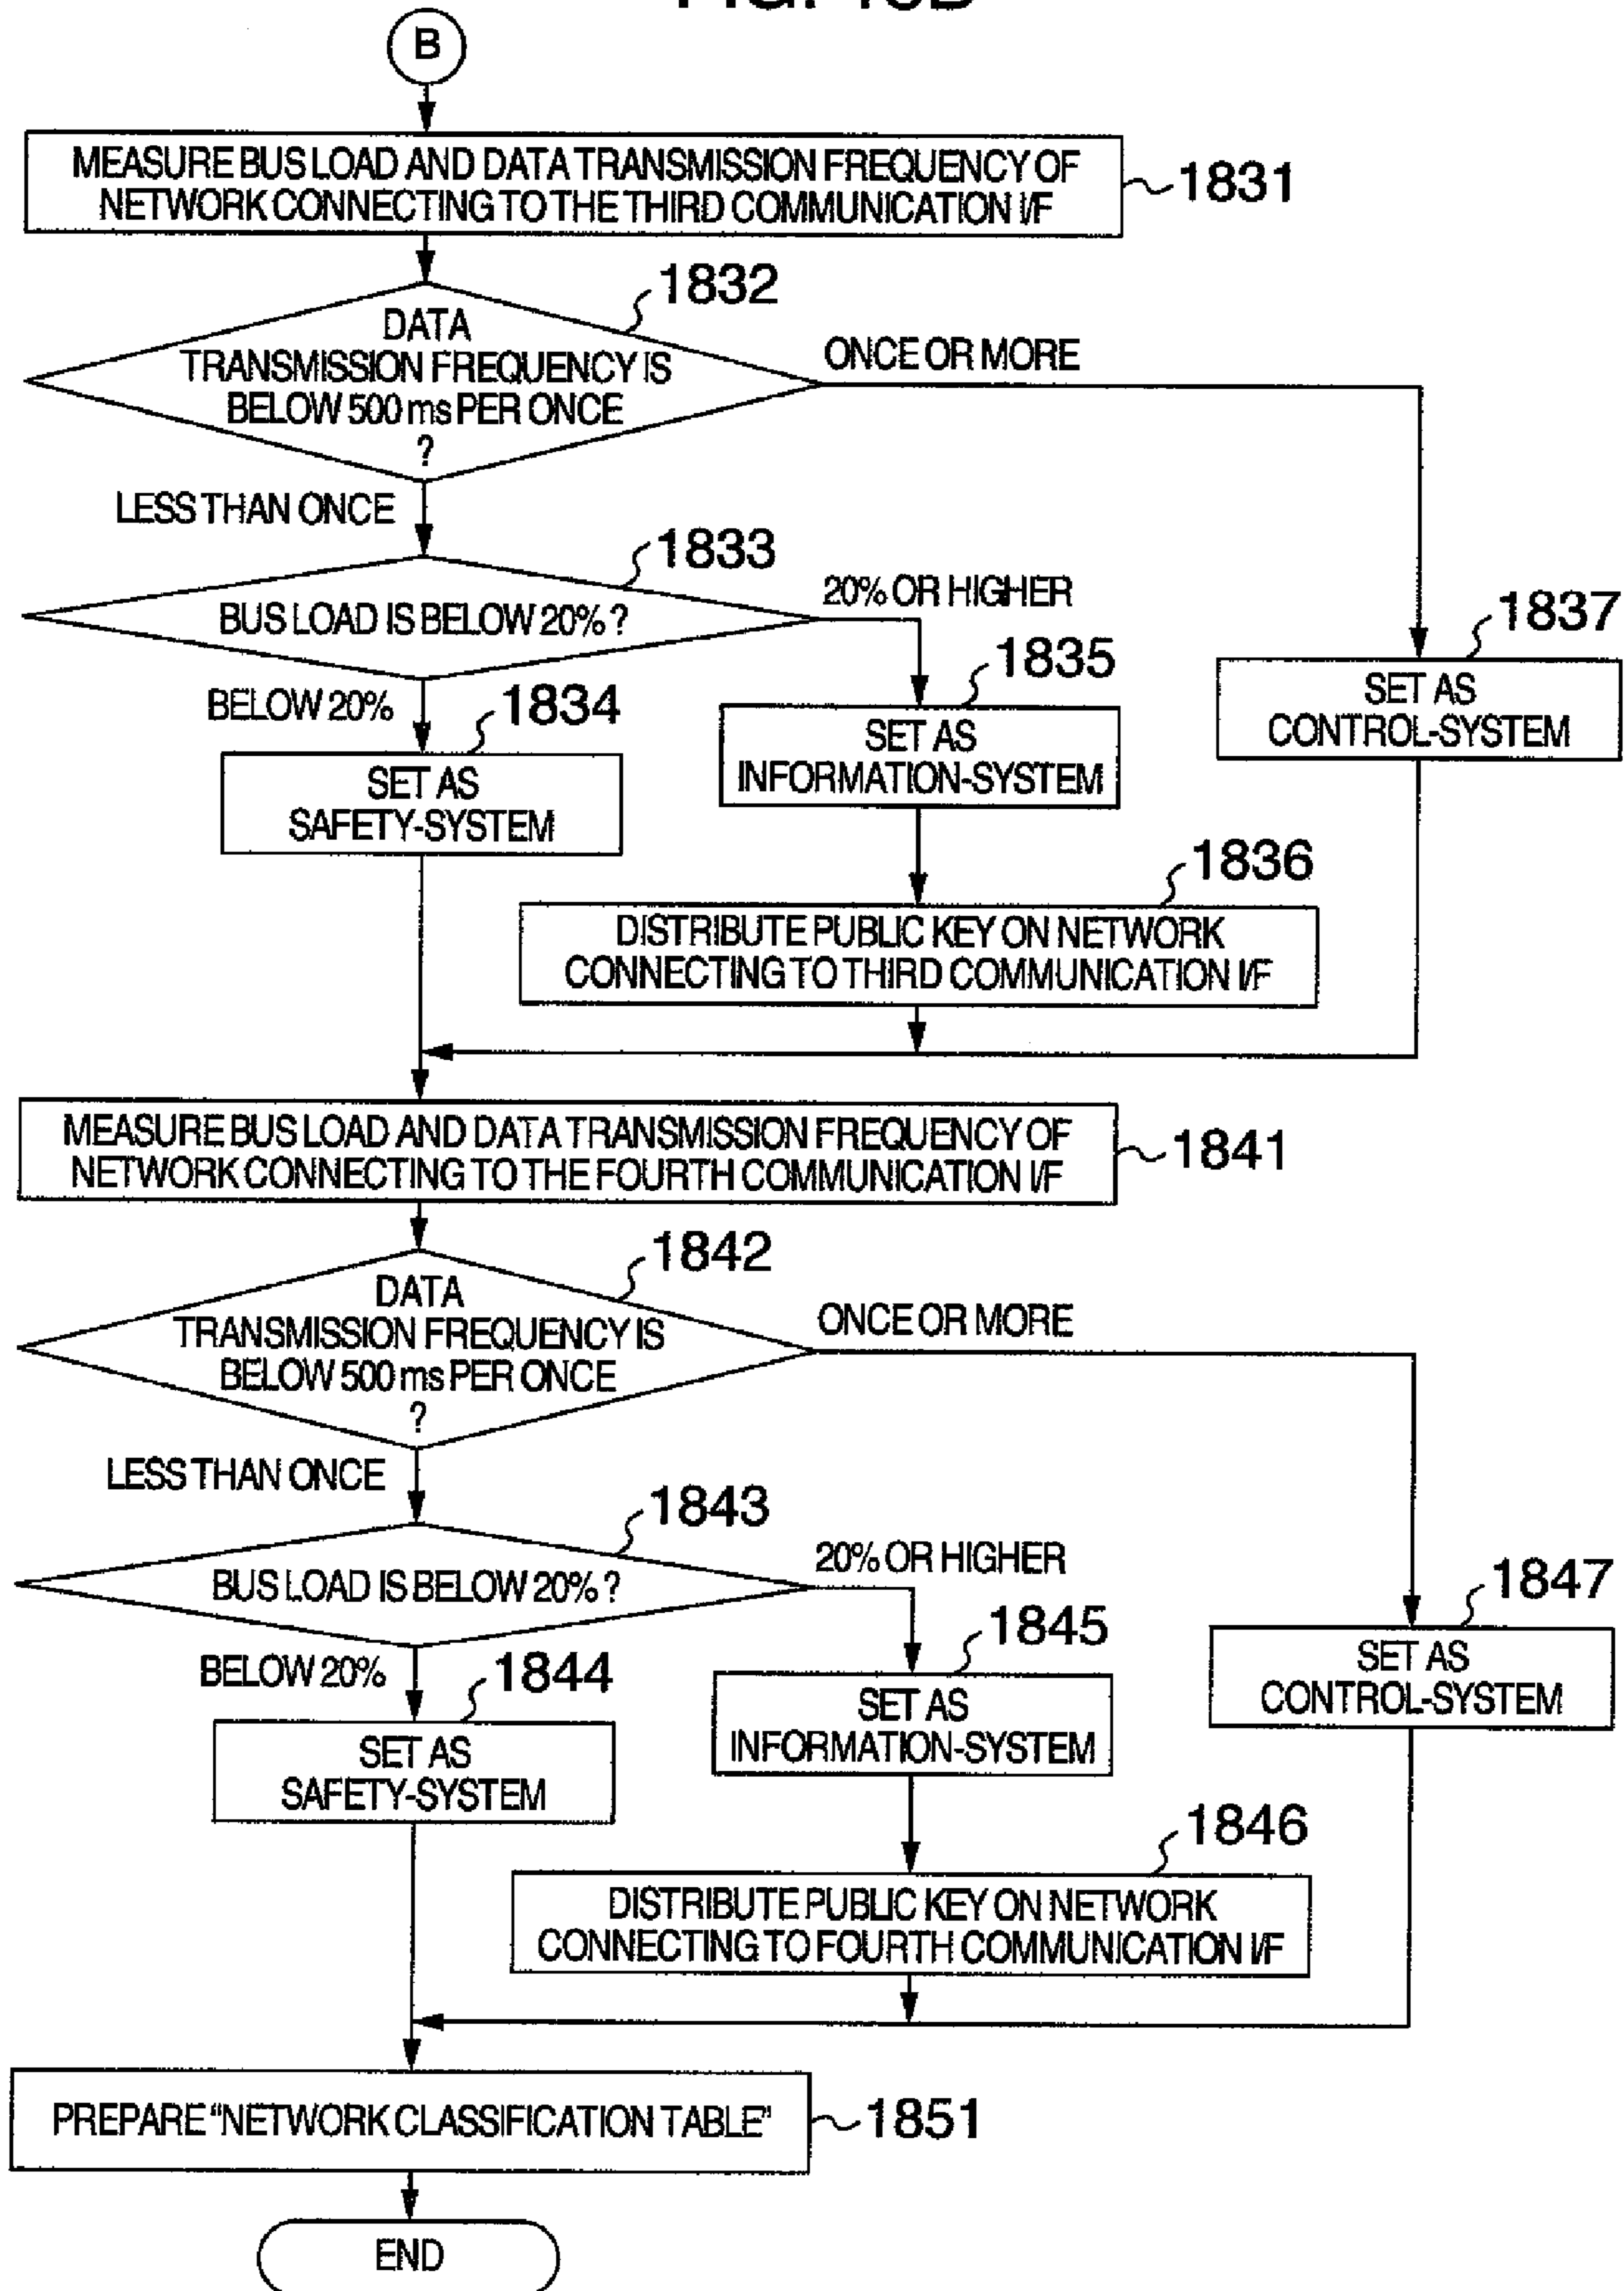 B
MEASURE BUS LOAD AND DATA TRANSMISSION FREQUENCY OF
NETWORK CONNECTING TO THE THIRD COMMUNICATION I/F
1831
1832
DATA
TRANSMISSION FREQUENCY IS
BELOW 500 ms PER ONCE
?
ONCE OR MORE
LESS THAN ONCE
1833
BUS LOAD IS BELOW 20% ?
20% OR HIGHER
1837
SET AS
CONTROL-SYSTEM
1835
SET AS
INFORMATION-SYSTEM
BELOW 20%
1834
SET AS
SAFETY-SYSTEM
1836
DISTRIBUTE PUBLIC KEY ON NETWORK
CONNECTING TO THIRD COMMUNICATION I/F
MEASURE BUS LOAD AND DATA TRANSMISSION FREQUENCY OF
NETWORK CONNECTING TO THE FOURTH COMMUNICATION I/F
1841
1842
DATA
TRANSMISSION FREQUENCY IS
BELOW 500 ms PER ONCE
?
ONCE OR MORE
LESS THAN ONCE
1843
BUS LOAD IS BELOW 20% ?
20% OR HIGHER
1847
SET AS
CONTROL-SYSTEM
1845
SET AS
INFORMATION-SYSTEM
BELOW 20%
1844
SET AS
SAFETY-SYSTEM
1846
DISTRIBUTE PUBLIC KEY ON NETWORK
CONNECTING TO FOURTH COMMUNICATION I/F
PREPARE “NETWORK CLASSIFICATION TABLE”
1851
END